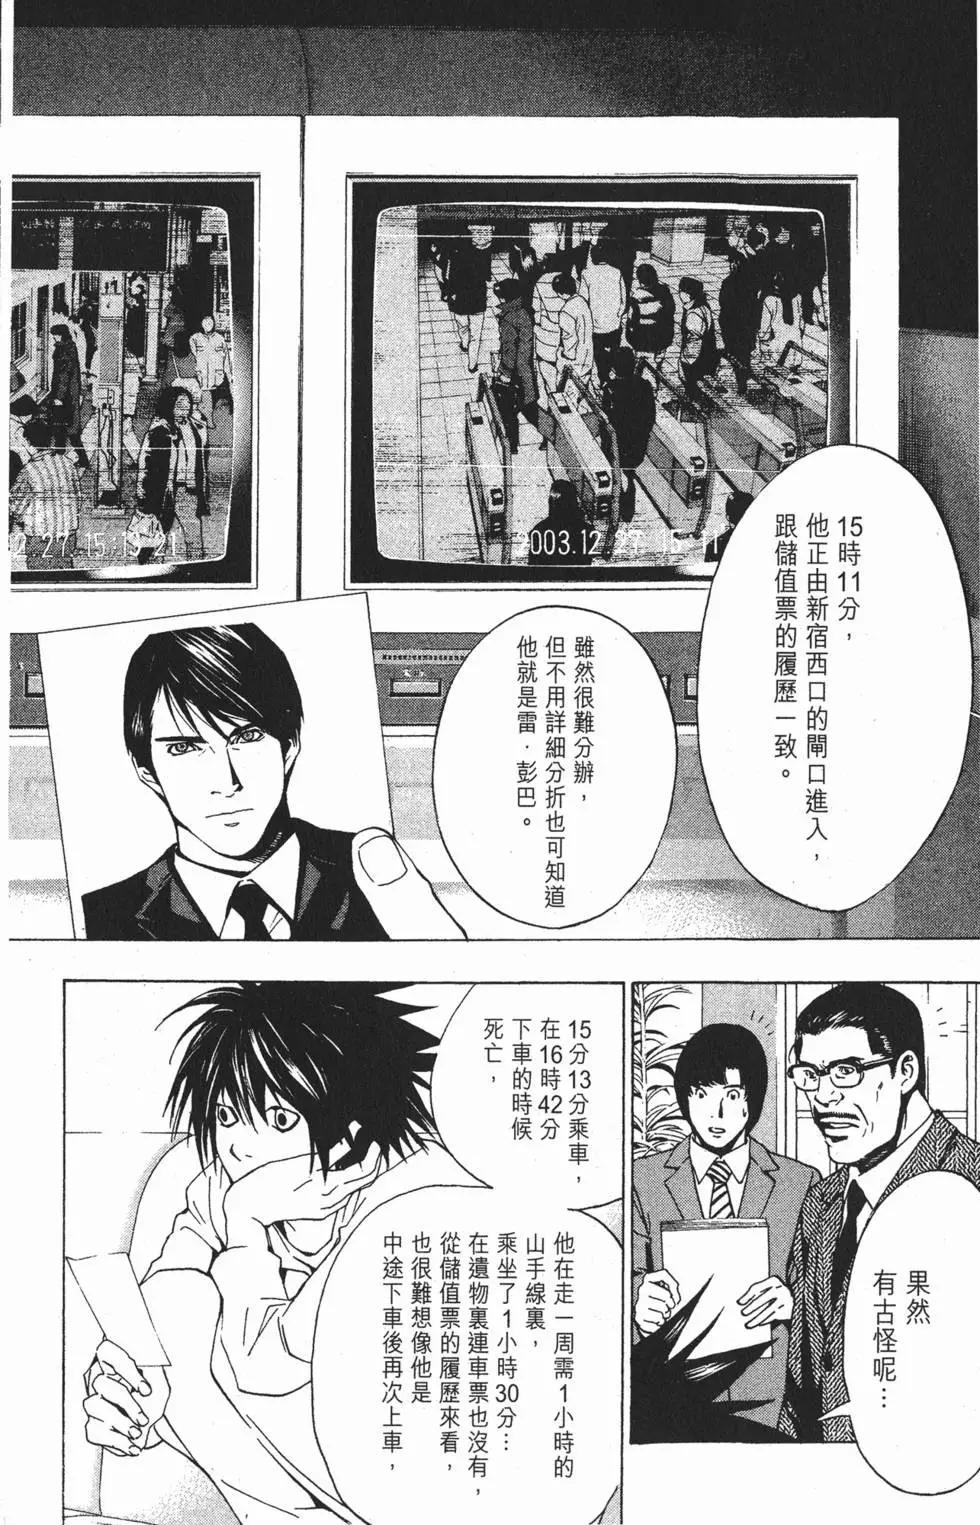 15時11分，
他正由新宿西口的閘口進入，
跟儲值票的履歷一致。
雖然很難分辦，
但不用詳細分折也可知道
他就是雷．彭巴。
2003.12.27 15 11
2.27 15:13 21
果然
有古怪呢…
15分13分乘車，
在16時42分
下車的時候
死亡，
他在走一周需1小時的
山手線裏，
乘坐了1小時30分…
在遺物裏連車票也沒有，
從儲值票的履歷來看，
也很難想像他是
中途下車後再次上車，